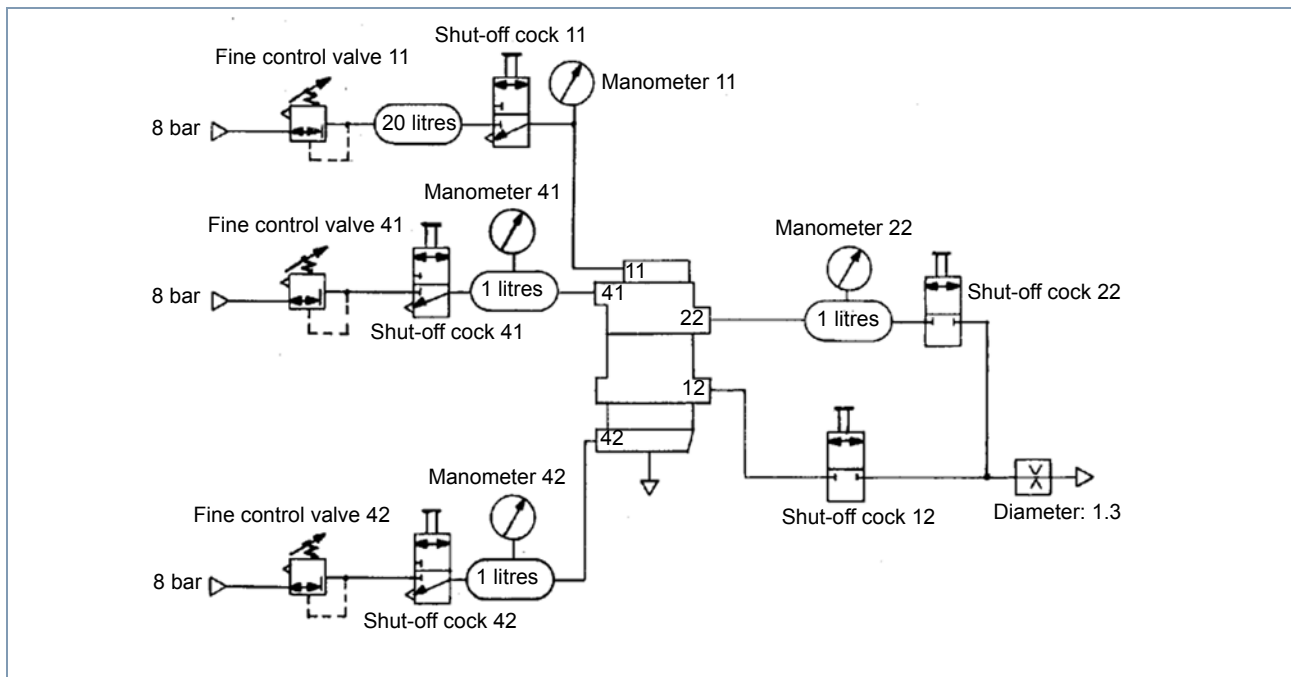 Shut-off cock 11
Fine control valve 11
Manometer 11
8 bar
20 litres
Manometer 41
Fine control valve 41
Manometer 22
8 bar
1 litres
Shut-off cock 41
11
41
22
1 litres
Shut-off cock 22
12
42
Manometer 42
Fine control valve 42
Shut-off cock 12
Diameter: 1.3
8 bar
1 litres
Shut-off cock 42